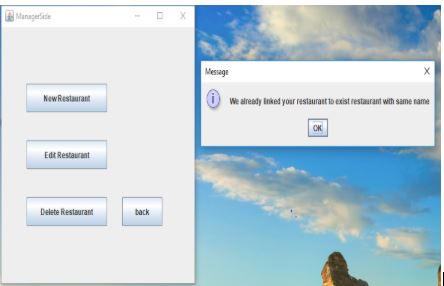 ManagerSide
New Restaurant
Edit Restaurant
Delete Restaurant
back
Message
We already linked your restaurant to exist restaurant with same name
OK